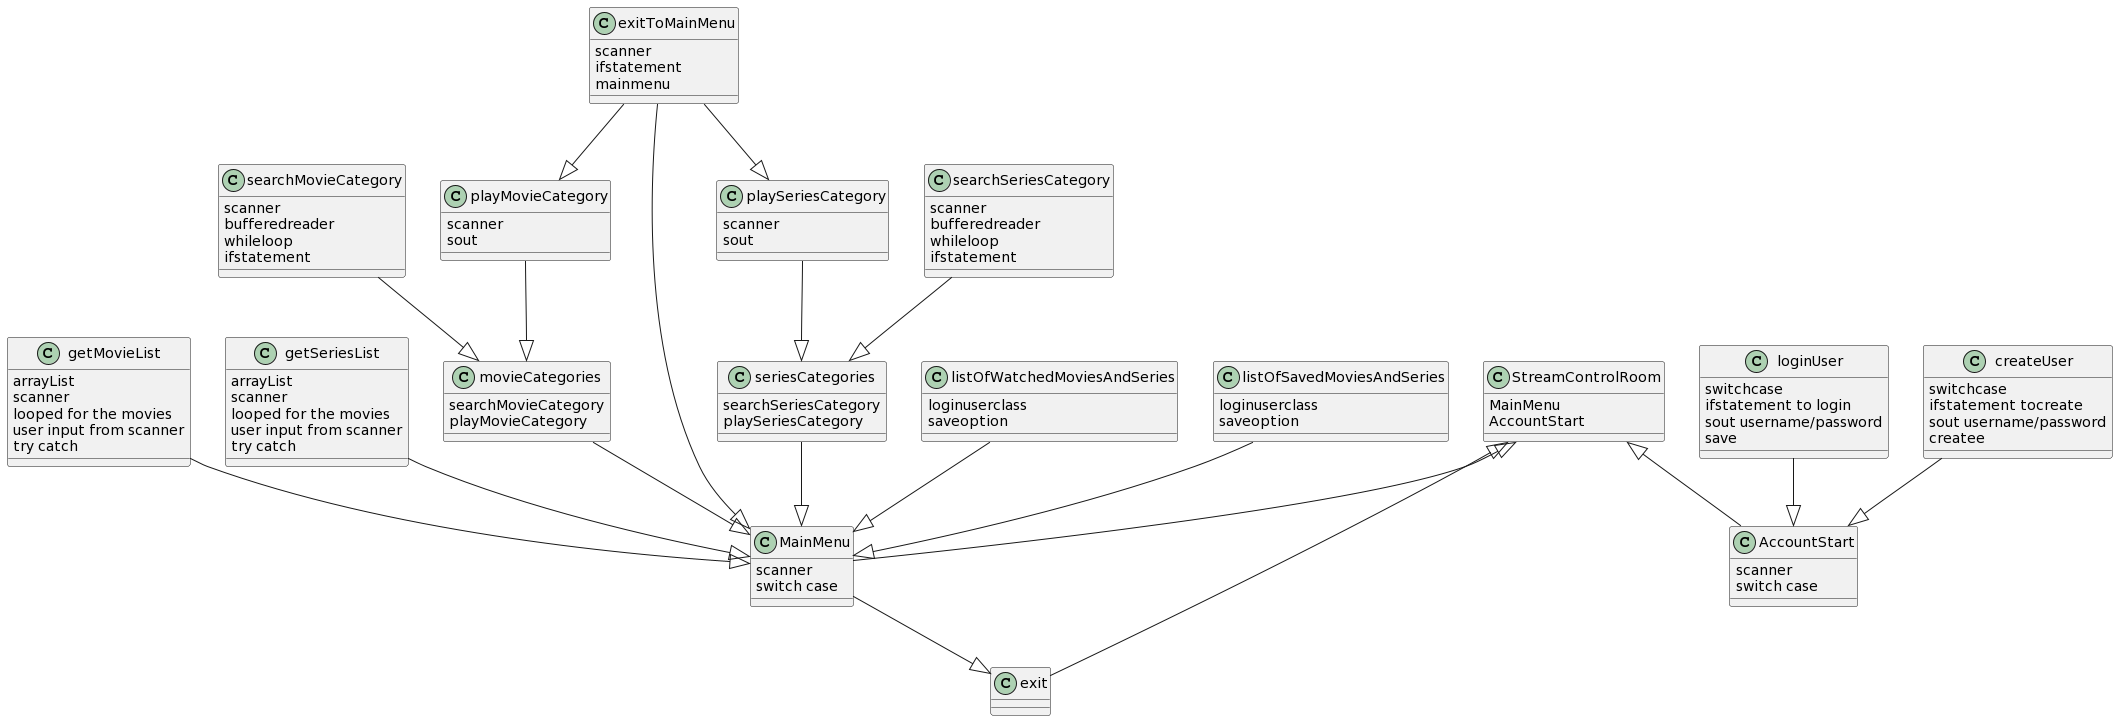 C exitToMainMenu
scanner
ifstatement
mainmenu
C searchMovieCategory
scanner
bufferedreader
whileloop
ifstatement
C playMovieCategory
scanner
sout
C playSeriesCategory
scanner
sout
C searchSeriesCategory
scanner
bufferedreader
whileloop
ifstatement
C getMovieList
arrayList
scanner
looped for the movies
user input from scanner
try catch
C getSeriesList
arrayList
scanner
looped for the movies
user input from scanner
try catch
C movieCategories
searchMovieCategory
playMovieCategory
C seriesCategories
searchSeriesCategory
playSeriesCategory
C listOfWatchedMoviesAndSeries
loginuserclass
saveoption
C listOfSavedMoviesAndSeries
loginuserclass
saveoption
C StreamControlRoom
MainMenu
AccountStart
C loginUser
switchcase
ifstatement to login
sout username/password
save
C createUser
switchcase
ifstatement tocreate
sout username/password
createe
C MainMenu
scanner
switch case
C AccountStart
scanner
switch case
C exit